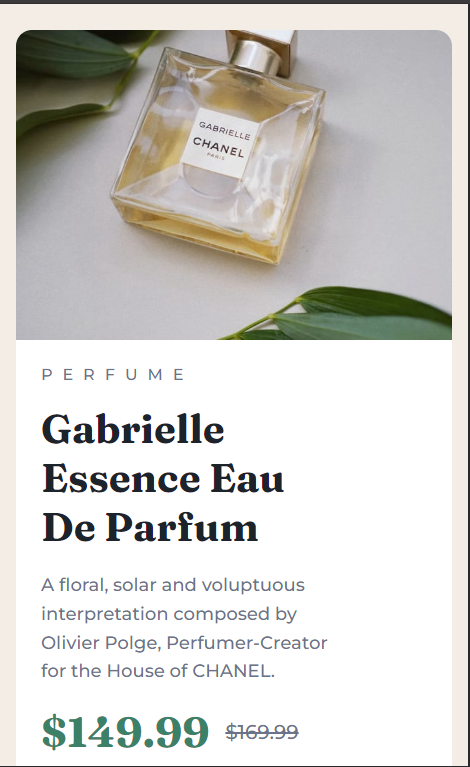 GABRIELLE
CHANEL
PARIS
PERFUME
Gabrielle
Essence Eau
De Parfum
A floral, solar and voluptuous
interpretation composed by
Olivier Polge, Perfumer-Creator
for the House of CHANEL.
$149.99 $169.99